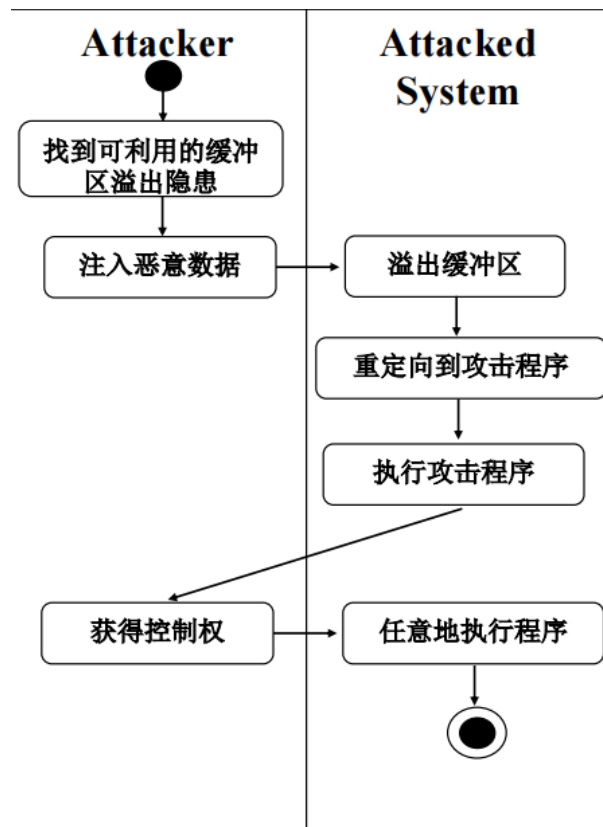 Attacker
Attacked
System
找到可利用的缓冲
区溢出隐患
注入恶意数据
溢出缓冲区
重定向到攻击程序
执行攻击程序
获得控制权
任意地执行程序